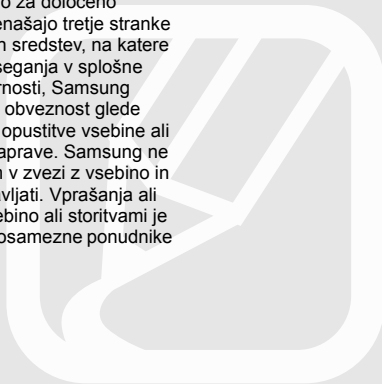 o za določeno
enašajo tretje stranke
n sredstev, na katere
seganja v splošne
rnosti, Samsung
obveznost glede
opustitve vsebine ali
aprave. Samsung ne
n v zvezi z vsebino in
avljati. Vprašanja ali
ebino ali storitvami je
osamezne ponudnike